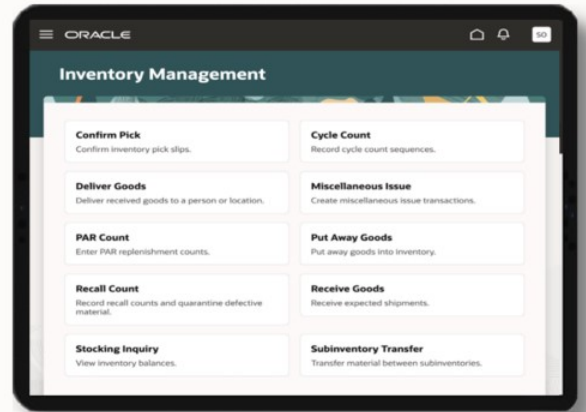 ORACLE
SO
Inventory Management
Confirm Pick
Confirm inventory pick slips.
Cycle Count
Record cycle count sequences.
Deliver Goods
Deliver received goods to a person or location.
Miscellaneous Issue
Create miscellaneous issue transactions.
PAR Count
Enter PAR replenishment counts.
Put Away Goods
Put away goods into inventory.
Recall Count
Record recall counts and quarantine defective
material.
Receive Goods
Receive expected shipments.
Stocking Inquiry
View inventory balances.
Subinventory Transfer
Transfer material between subinventories.